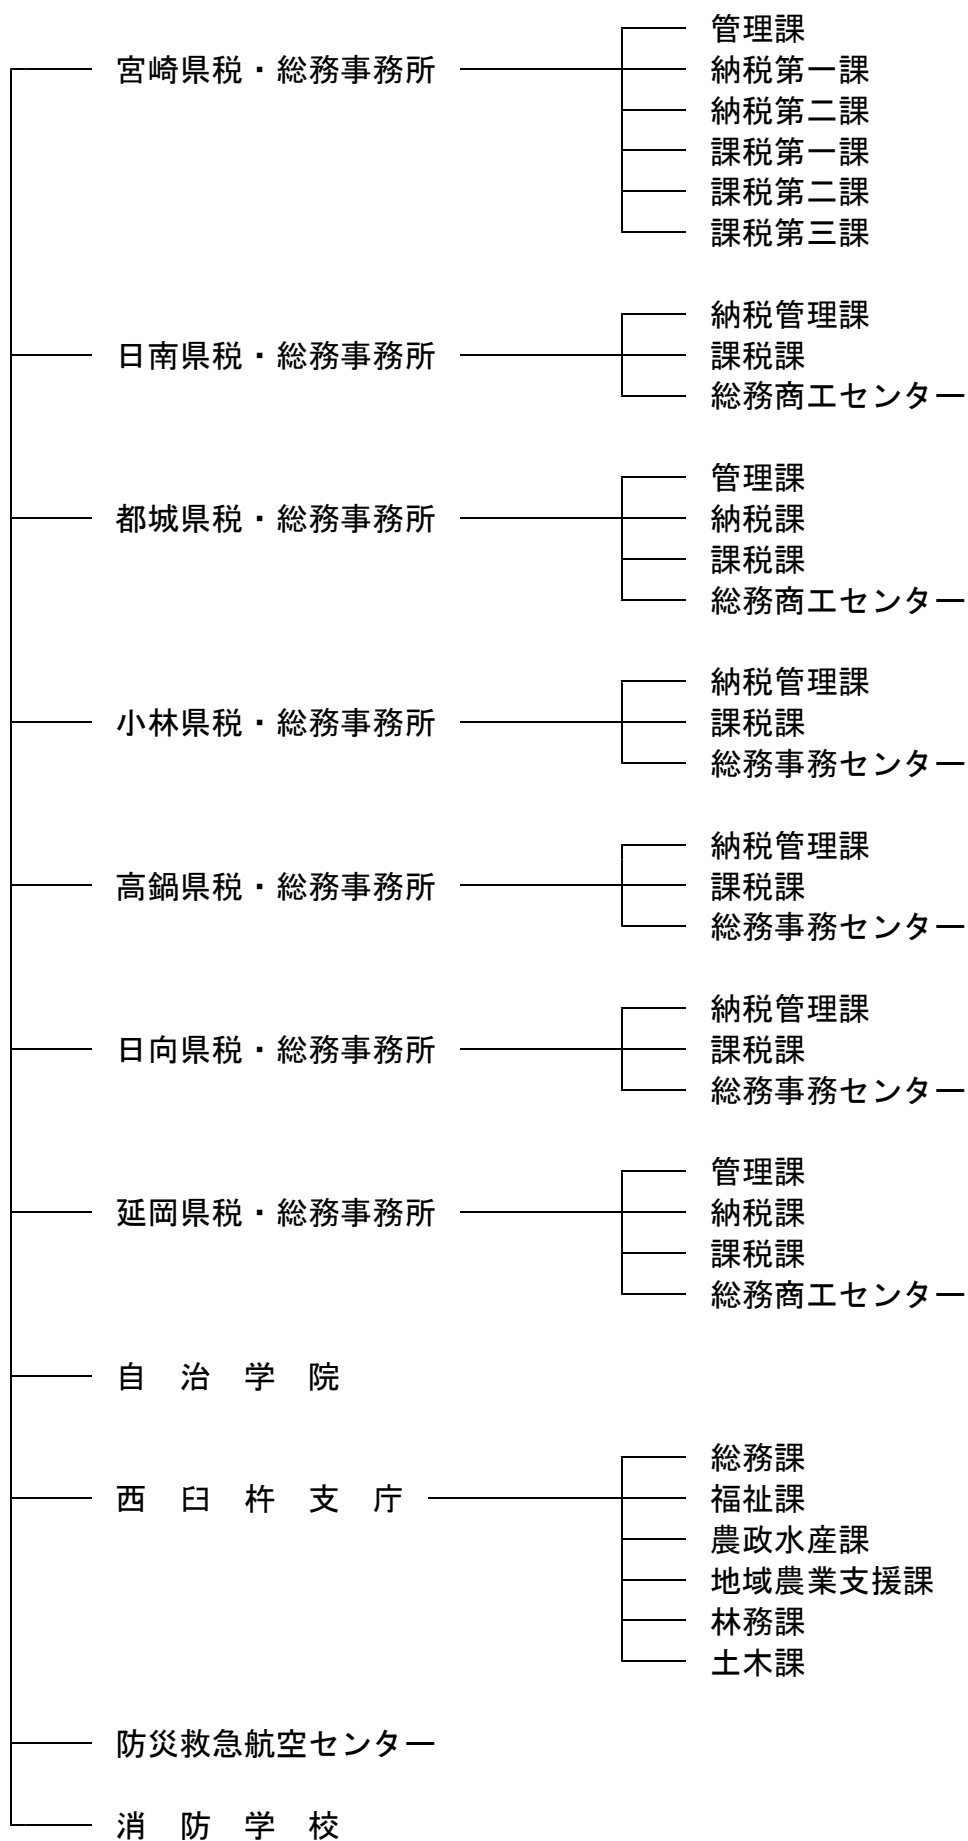 管理課
宮崎県税・総務事務所 納税第一課
納税第二課
課税第一課
課税第二課
課税第三課
納税管理課
日南県税・総務事務所 課税課
総務商工センター
管理課
都城県税・総務事務所 納税課
課税課
総務商工センター
納税管理課
小林県税・総務事務所 課税課
総務事務センター
納税管理課
高鍋県税・総務事務所 課税課
総務事務センター
納税管理課
日向県税・総務事務所 課税課
総務事務センター
管理課
延岡県税・総務事務所 納税課
課税課
総務商工センター
自 治 学 院
総務課
西 臼 杵 支 庁 福祉課
農政水産課
地域農業支援課
林務課
土木課
防災救急航空センター
消 防 学 校